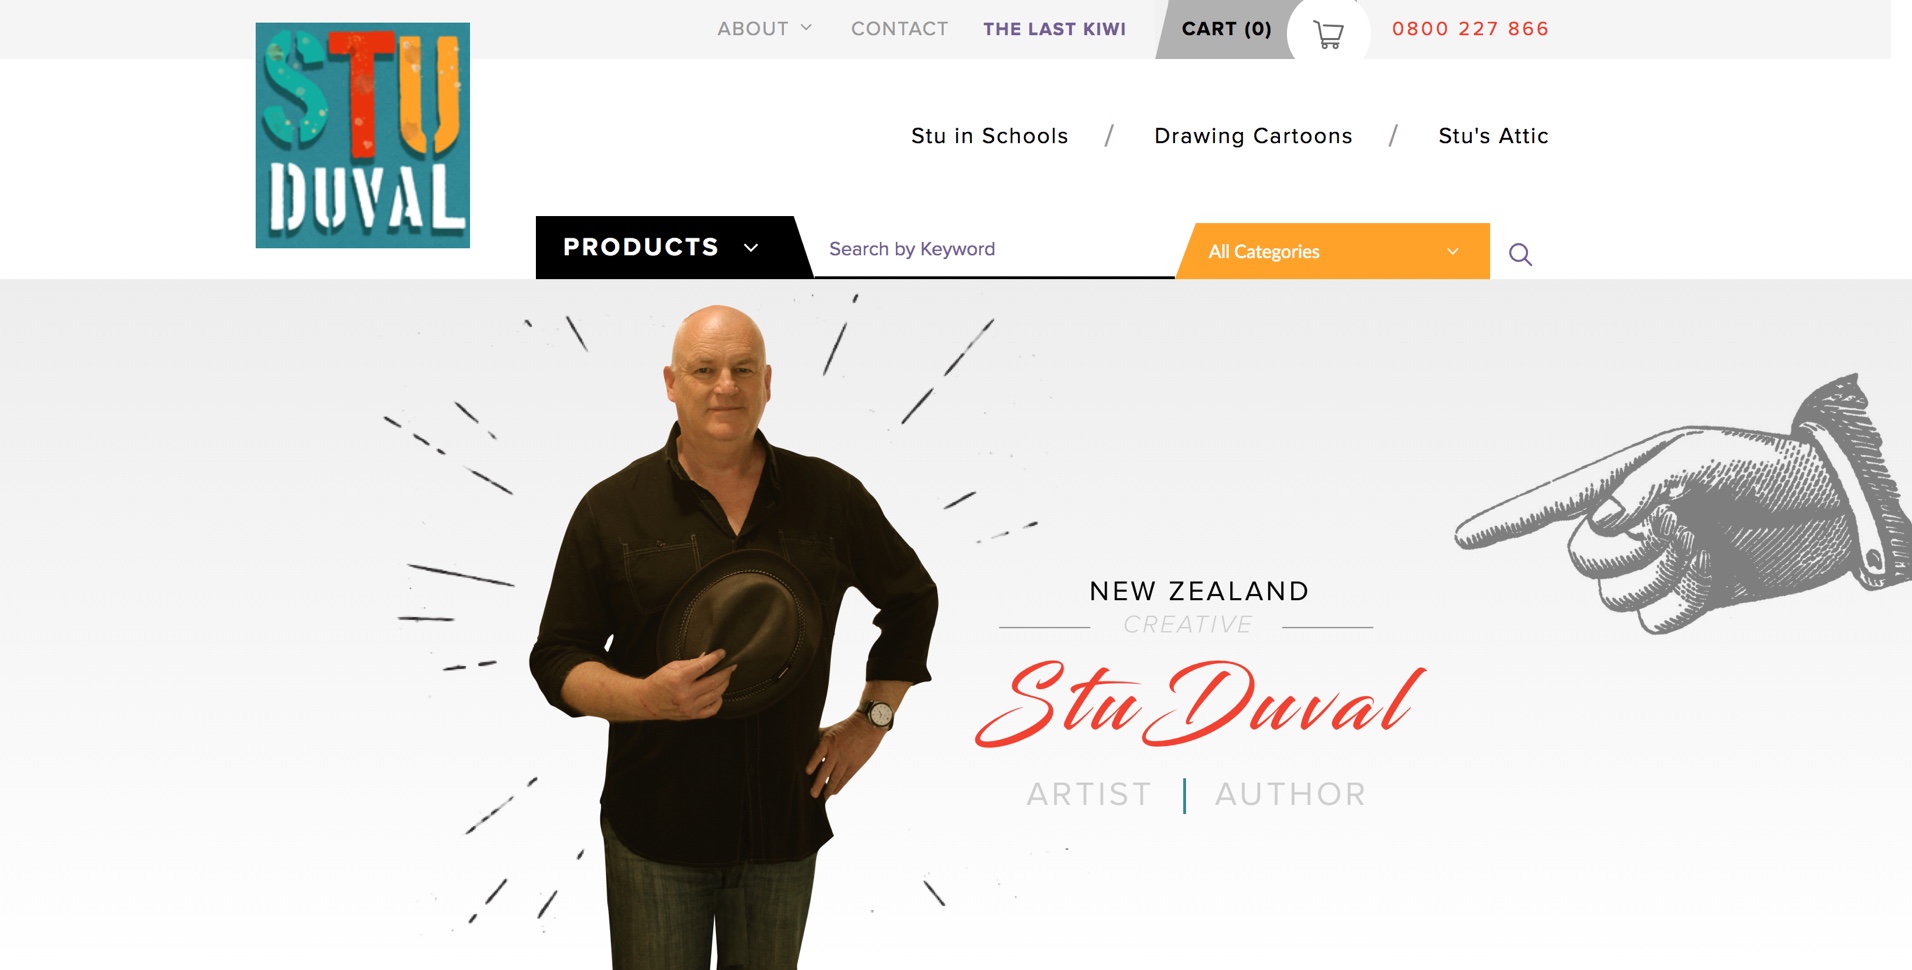 ABOUT CONTACT THE LAST KIWI CART (0) 0800 227 866
STU
DUVAL
Stu in Schools / Drawing Cartoons / Stu's Attic
PRODUCTS Search by Keyword All Categories
NEW ZEALAND
CREATIVE
Stu Duval
ARTIST | AUTHOR